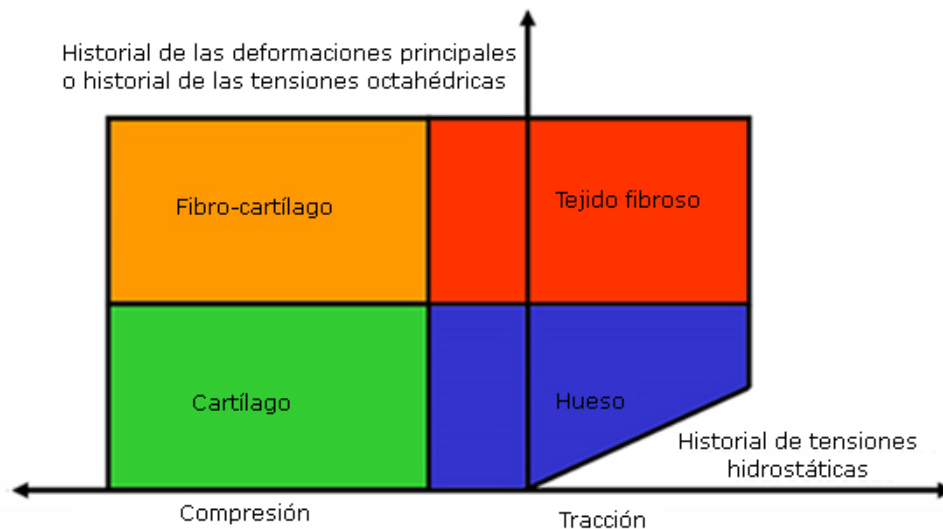 Historial de las deformaciones principales
o historial de las tensiones octahédricas
Fibro-cartílago
Tejido fibroso
Cartílago
Hueso
Historial de tensiones
hidrostáticas
Compresión
Tracción